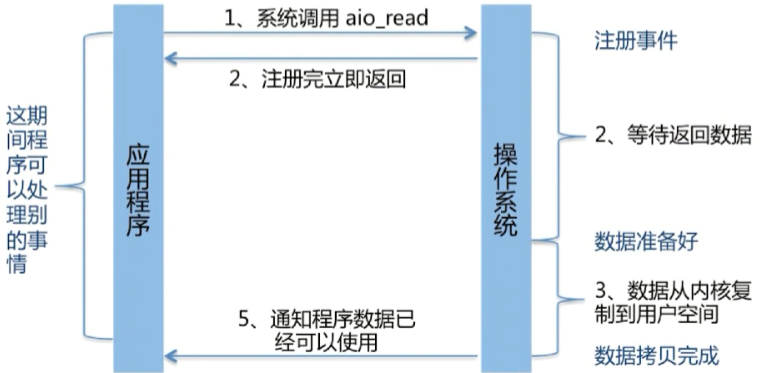 1、系统调用 aio_read
注册事件
2、注册完立即返回
这期
间程
序可
以处
理别
的事
情
应用程序
操作系统
2、等待返回数据
数据准备好
3、数据从内核复
制到用户空间
5、通知程序数据已
经可以使用
数据拷贝完成